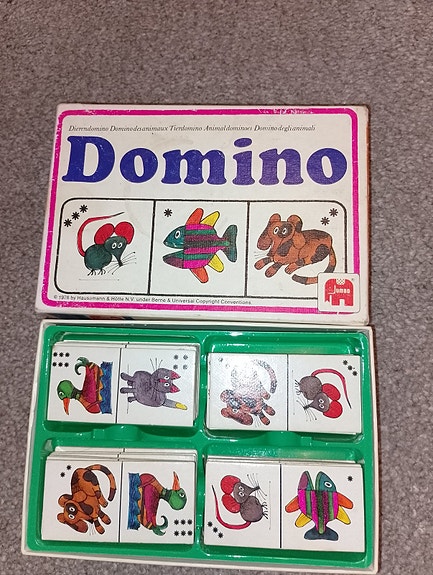 Dierendomino Domino des animaux Tierdomino Animal dominoes Domino degli animali
Domino
© 1976 by Hausemann & Hötte N.V. under Berne & Universal Copyright Conventions.
Jumbo